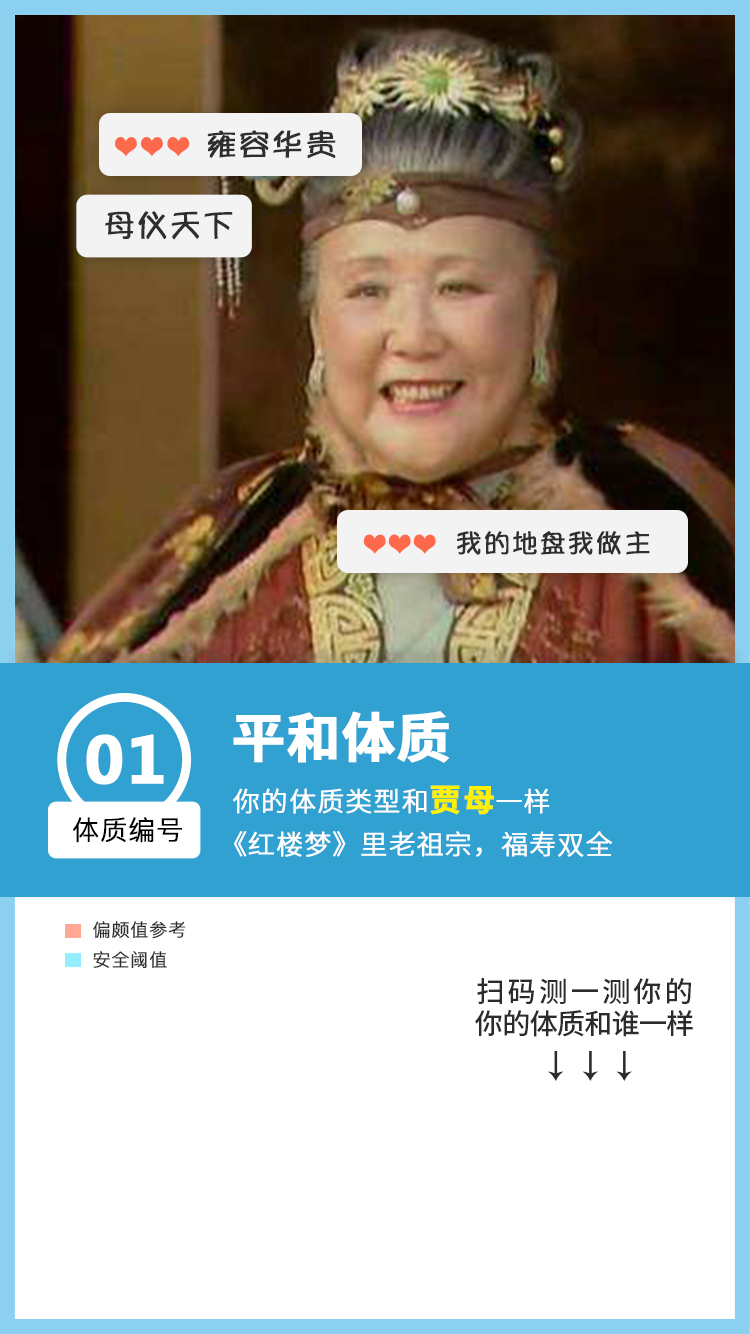 ❤❤❤ 雍容华贵
母仪天下
❤❤❤ 我的地盘我做主
01
体质编号
平和体质
你的体质类型和贾母一样
《红楼梦》里老祖宗，福寿双全
偏颇值参考
安全阈值
扫码测一测你的
你的体质和谁一样
↓ ↓ ↓